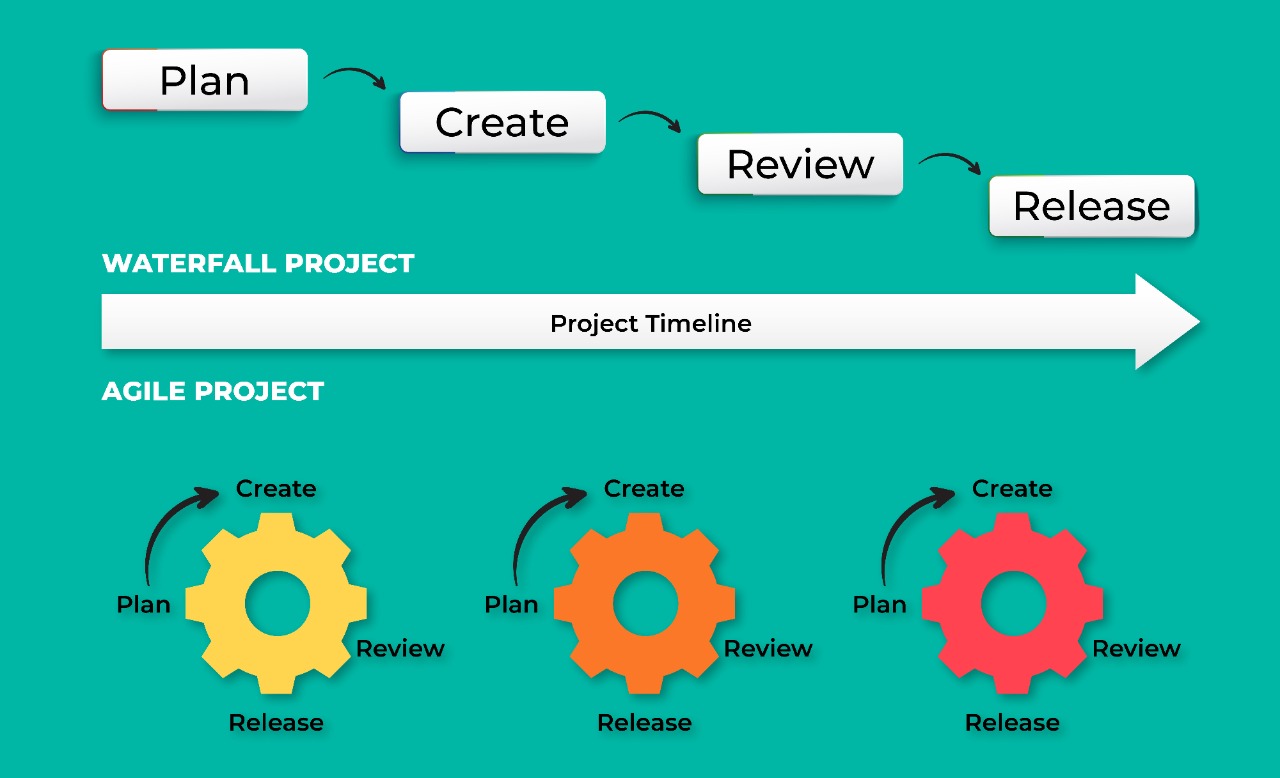 Plan
Create
Review
Release
WATERFALL PROJECT
Project Timeline
AGILE PROJECT
Create
Plan
Review
Release
Create
Plan
Review
Release
Create
Plan
Review
Release